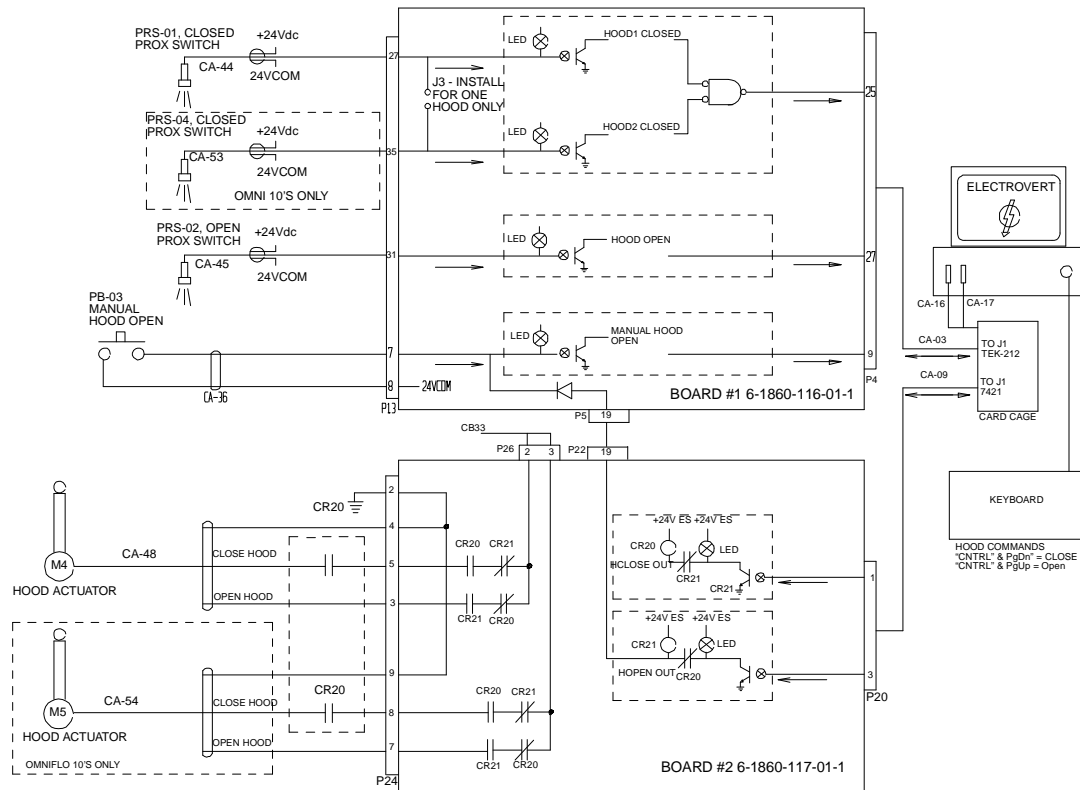 PRS-01, CLOSED
PROX SWITCH
+24Vdc
CA-44
24VCOM
27
J3 - INSTALL
FOR ONE
HOOD ONLY
LED
HOOD1 CLOSED
25
PRS-04, CLOSED
PROX SWITCH
+24Vdc
CA-53
24VCOM
OMNI 10'S ONLY
35
LED
HOOD2 CLOSED
PRS-02, OPEN
PROX SWITCH
+24Vdc
CA-45
24VCOM
31
LED
HOOD OPEN
27
PB-03
MANUAL
HOOD OPEN
CA-36
7
8
24VCOM
P13
LED
MANUAL HOOD
OPEN
9
P4
BOARD #1 6-1860-116-01-1
P5
19
ELECTROVERT
CA-16
CA-17
CA-03
TO J1
TEK-212
CA-09
TO J1
7421
CARD CAGE
KEYBOARD
HOOD COMMANDS
"CNTRL" & PgDn" = CLOSE
"CNTRL" & PgUp = Open
CB33
P26
2
3
P22
19
CR20
2
4
M4
HOOD ACTUATOR
CA-48
CLOSE HOOD
5
CR20
CR21
OPEN HOOD
3
CR21
CR20
+24V ES
+24V ES
CR20
LED
HCLOSE OUT
CR21
CR21
1
+24V ES
+24V ES
CR21
LED
HOPEN OUT
CR20
3
P20
M5
HOOD ACTUATOR
CA-54
9
CLOSE HOOD
CR20
8
CR20
CR21
OPEN HOOD
7
CR21
CR20
OMNIFLO 10'S ONLY
P24
BOARD #2 6-1860-117-01-1